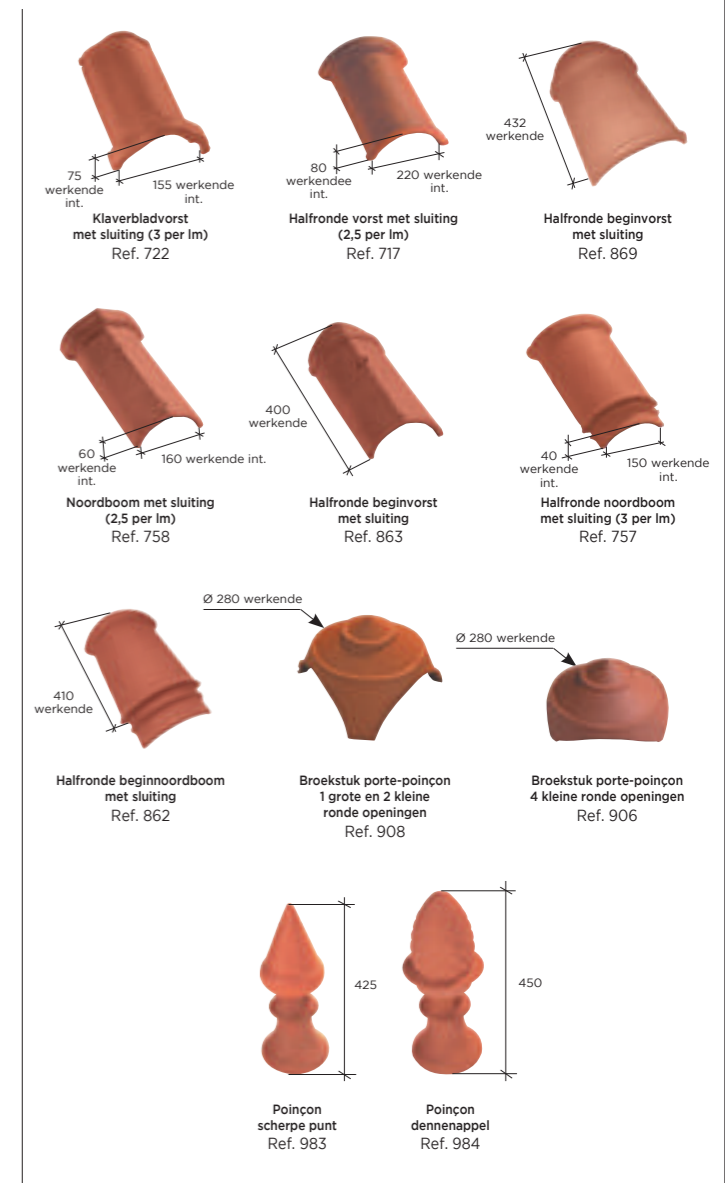 75
werkende
int.
155 werkende
int.
Klaverbladvorst
met sluiting (3 per lm)
Ref. 722
80
werkendee
int.
220 werkende
int.
Halfronde vorst met sluiting
(2,5 per lm)
Ref. 717
432
werkende
Halfronde beginvorst
met sluiting
Ref. 869
60
werkende
int.
160 werkende int.
Noordboom met sluiting
(2,5 per lm)
Ref. 758
400
werkende
Halfronde beginvorst
met sluiting
Ref. 863
40
werkende
int.
150 werkende
int.
Halfronde noordboom
met sluiting (3 per lm)
Ref. 757
410
werkende
Halfronde beginnoordboom
met sluiting
Ref. 862
Ø 280 werkende
Broekstuk porte-poinçon
1 grote en 2 kleine
ronde openingen
Ref. 908
Ø 280 werkende
Broekstuk porte-poinçon
4 kleine ronde openingen
Ref. 906
425
Poinçon
scherpe punt
Ref. 983
450
Poinçon
dennenappel
Ref. 984